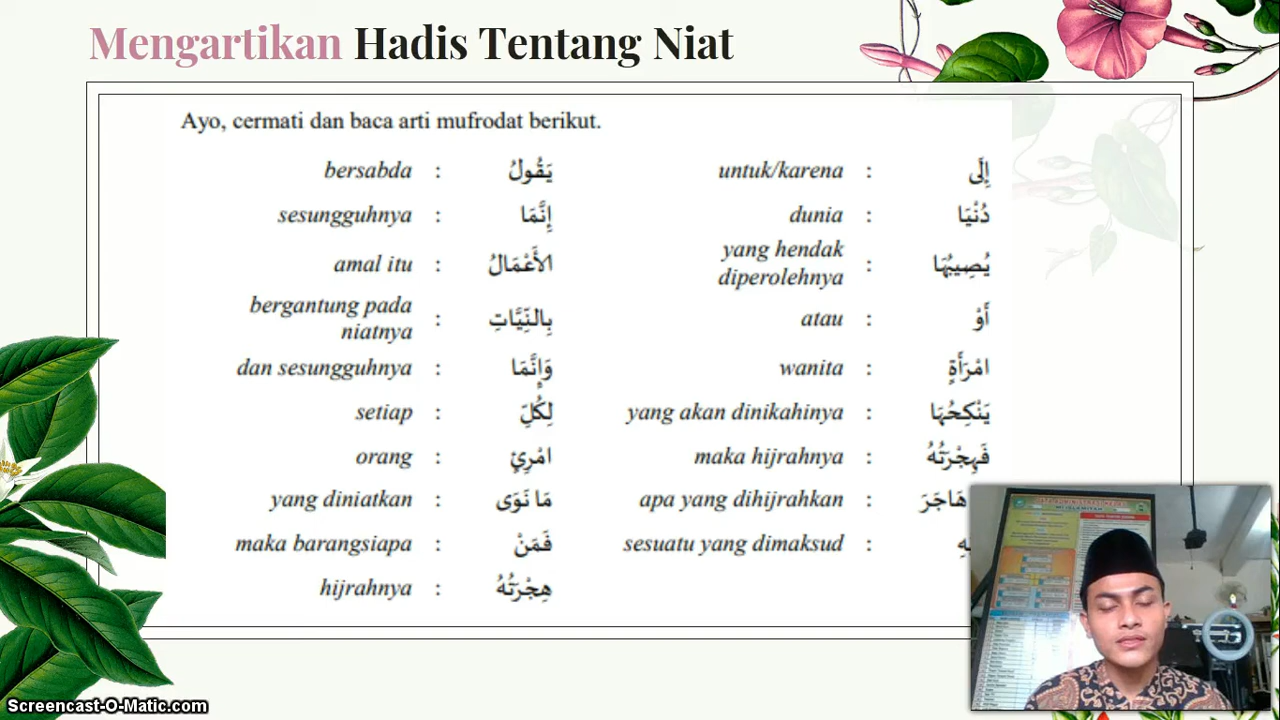 Mengartikan Hadis Tentang Niat
Ayo, cermati dan baca arti mufrodat berikut.
bersabda : يَقُولُ
sesungguhnya : إِنَّمَا
amal itu : الأَعْمَالُ
bergantung pada
niatnya : بِالنِّيَّاتِ
dan sesungguhnya : وَإِنَّمَا
setiap : لِكُلِّ
orang : امْرِئٍ
yang diniatkan : مَا نَوَى
maka barangsiapa : فَمَنْ
hijrahnya : هِجْرَتُهُ
untuk/karena : إِلَى
dunia : دُنْيَا
yang hendak
diperolehnya : يُصِيبُهَا
atau : أَوْ
wanita : امْرَأَةٍ
yang akan dinikahinya : يَنْكِحُهَا
maka hijrahnya : فَهِجْرَتُهُ
apa yang dihijrahkan : هَاجَرَ
sesuatu yang dimaksud :
Screencast-O-Matic.com